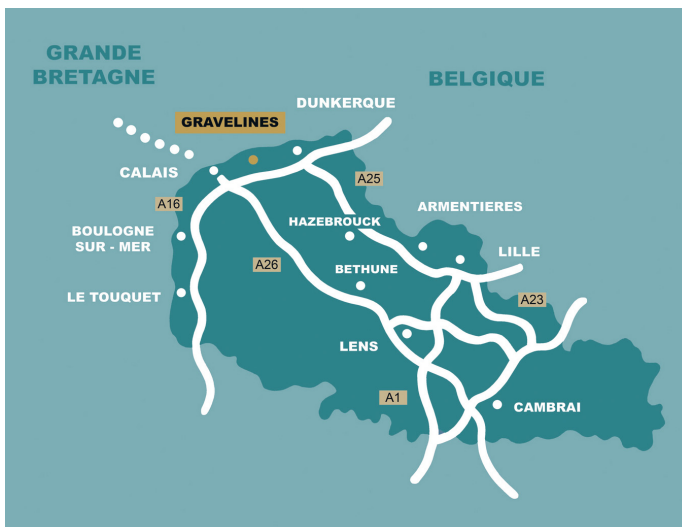 GRANDE
BRETAGNE
BELGIQUE
DUNKERQUE
GRAVELINES
CALAIS
A25
A16
ARMENTIERES
HAZEBROUCK
BOULOGNE
SUR - MER
LILLE
A26
BETHUNE
LE TOUQUET
A23
LENS
A1
CAMBRAI